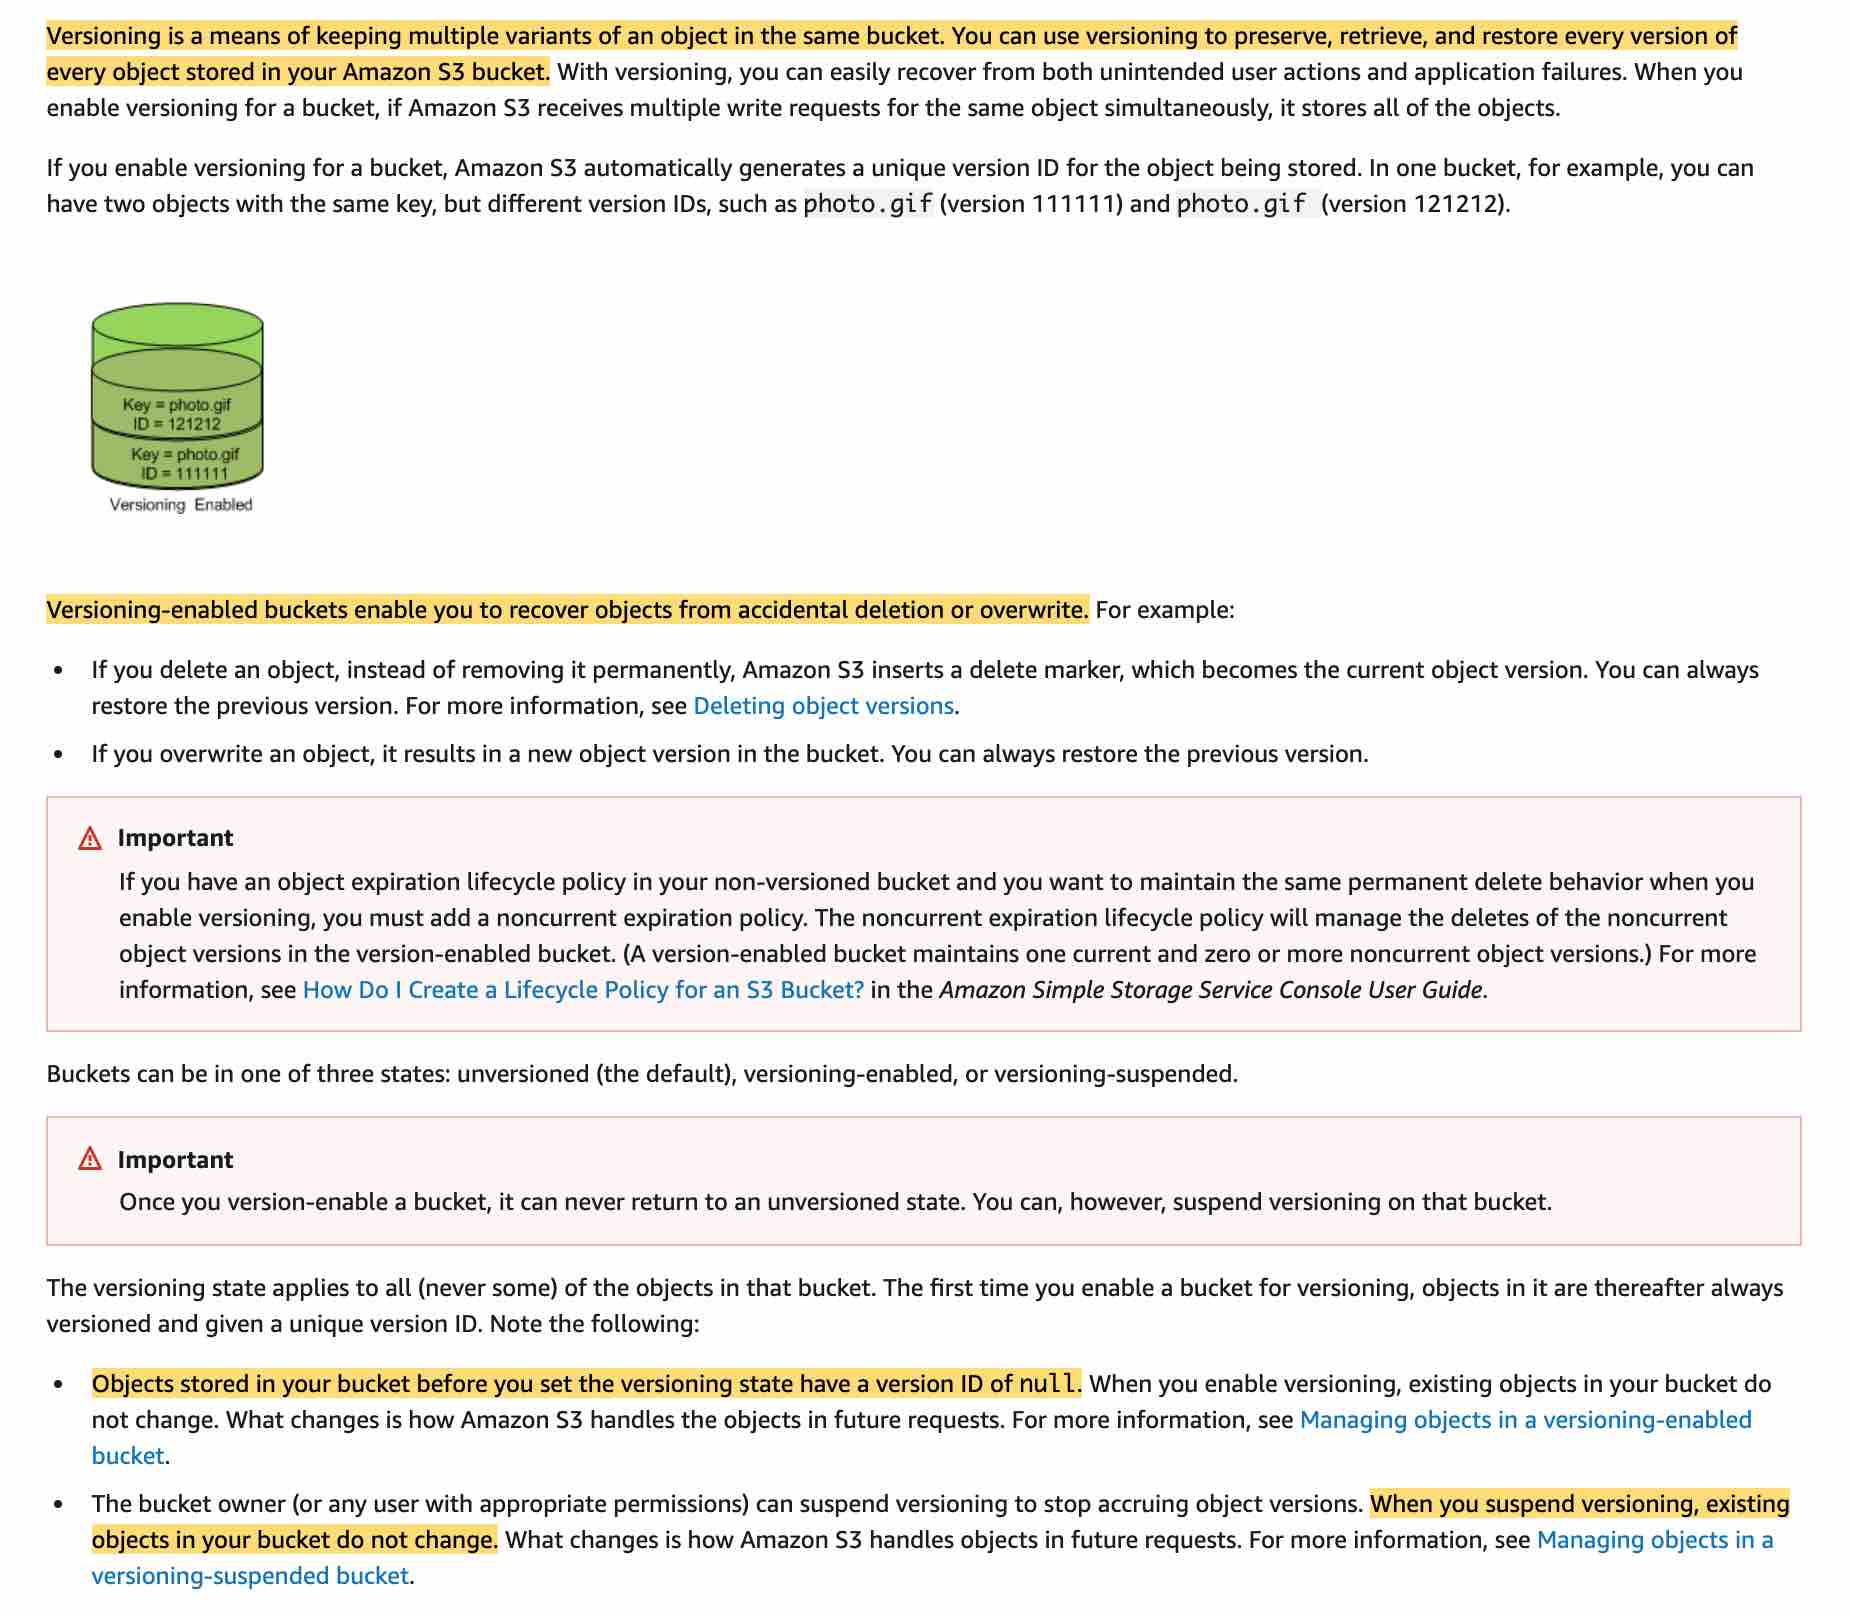 Versioning is a means of keeping multiple variants of an object in the same bucket. You can use versioning to preserve, retrieve, and restore every version of
every object stored in your Amazon S3 bucket. With versioning, you can easily recover from both unintended user actions and application failures. When you
enable versioning for a bucket, if Amazon S3 receives multiple write requests for the same object simultaneously, it stores all of the objects.
If you enable versioning for a bucket, Amazon S3 automatically generates a unique version ID for the object being stored. In one bucket, for example, you can
have two objects with the same key, but different version IDs, such as photo.gif (version 111111) and photo.gif (version 121212).
Key = photo.gif
ID = 121212
Key = photo.gif
ID = 111111
Versioning Enabled
Versioning-enabled buckets enable you to recover objects from accidental deletion or overwrite. For example:
• If you delete an object, instead of removing it permanently, Amazon S3 inserts a delete marker, which becomes the current object version. You can always
restore the previous version. For more information, see Deleting object versions.
• If you overwrite an object, it results in a new object version in the bucket. You can always restore the previous version.
Important
If you have an object expiration lifecycle policy in your non-versioned bucket and you want to maintain the same permanent delete behavior when you
enable versioning, you must add a noncurrent expiration policy. The noncurrent expiration lifecycle policy will manage the deletes of the noncurrent
object versions in the version-enabled bucket. (A version-enabled bucket maintains one current and zero or more noncurrent object versions.) For more
information, see How Do I Create a Lifecycle Policy for an S3 Bucket? in the Amazon Simple Storage Service Console User Guide.
Buckets can be in one of three states: unversioned (the default), versioning-enabled, or versioning-suspended.
Important
Once you version-enable a bucket, it can never return to an unversioned state. You can, however, suspend versioning on that bucket.
The versioning state applies to all (never some) of the objects in that bucket. The first time you enable a bucket for versioning, objects in it are thereafter always
versioned and given a unique version ID. Note the following:
• Objects stored in your bucket before you set the versioning state have a version ID of null. When you enable versioning, existing objects in your bucket do
not change. What changes is how Amazon S3 handles the objects in future requests. For more information, see Managing objects in a versioning-enabled
bucket.
• The bucket owner (or any user with appropriate permissions) can suspend versioning to stop accruing object versions. When you suspend versioning, existing
objects in your bucket do not change. What changes is how Amazon S3 handles objects in future requests. For more information, see Managing objects in a
versioning-suspended bucket.